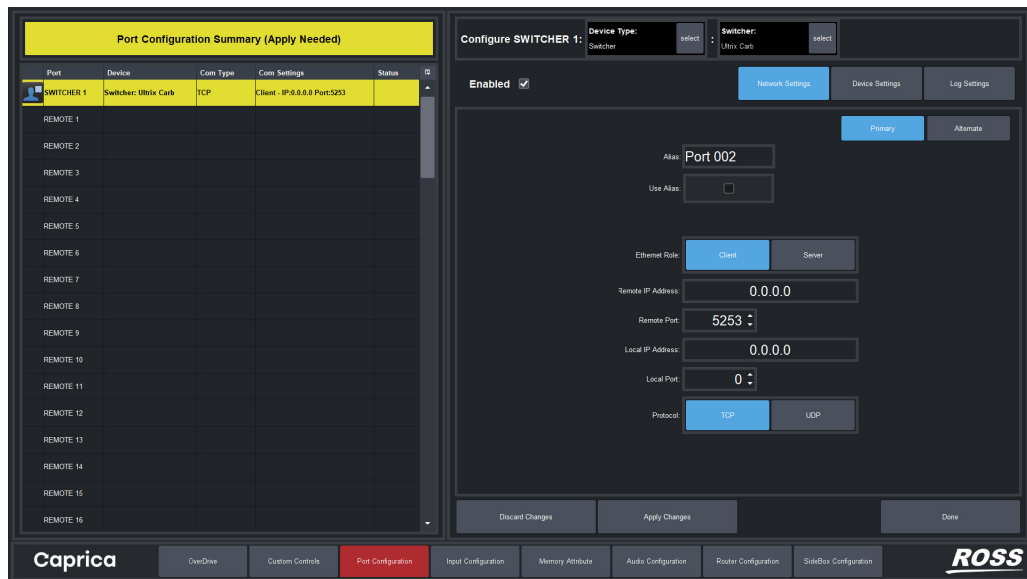 Port Configuration Summary (Apply Needed)
Port Device Com Type Com Settings Status
SWITCHER 1 Switcher: Ultrix Carb TCP Client - IP:0.0.0.0 Port:5253
REMOTE 1
REMOTE 2
REMOTE 3
REMOTE 4
REMOTE 5
REMOTE 6
REMOTE 7
REMOTE 8
REMOTE 9
REMOTE 10
REMOTE 11
REMOTE 12
REMOTE 13
REMOTE 14
REMOTE 15
REMOTE 16
Configure SWITCHER 1: Device Type: Switcher select : Switcher: Ultrix Carb select
Enabled Network Settings Device Settings Log Settings
Primary Alternate
Alias: Port 002
Use Alias:
Ethernet Role: Client Server
Remote IP Address: 0.0.0.0
Remote Port: 5253
Local IP Address: 0.0.0.0
Local Port: 0
Protocol: TCP UDP
Discard Changes Apply Changes Done
Caprica OverDrive Custom Controls Port Configuration Input Configuration Memory Attribute Audio Configuration Router Configuration SideBox Configuration ROSS